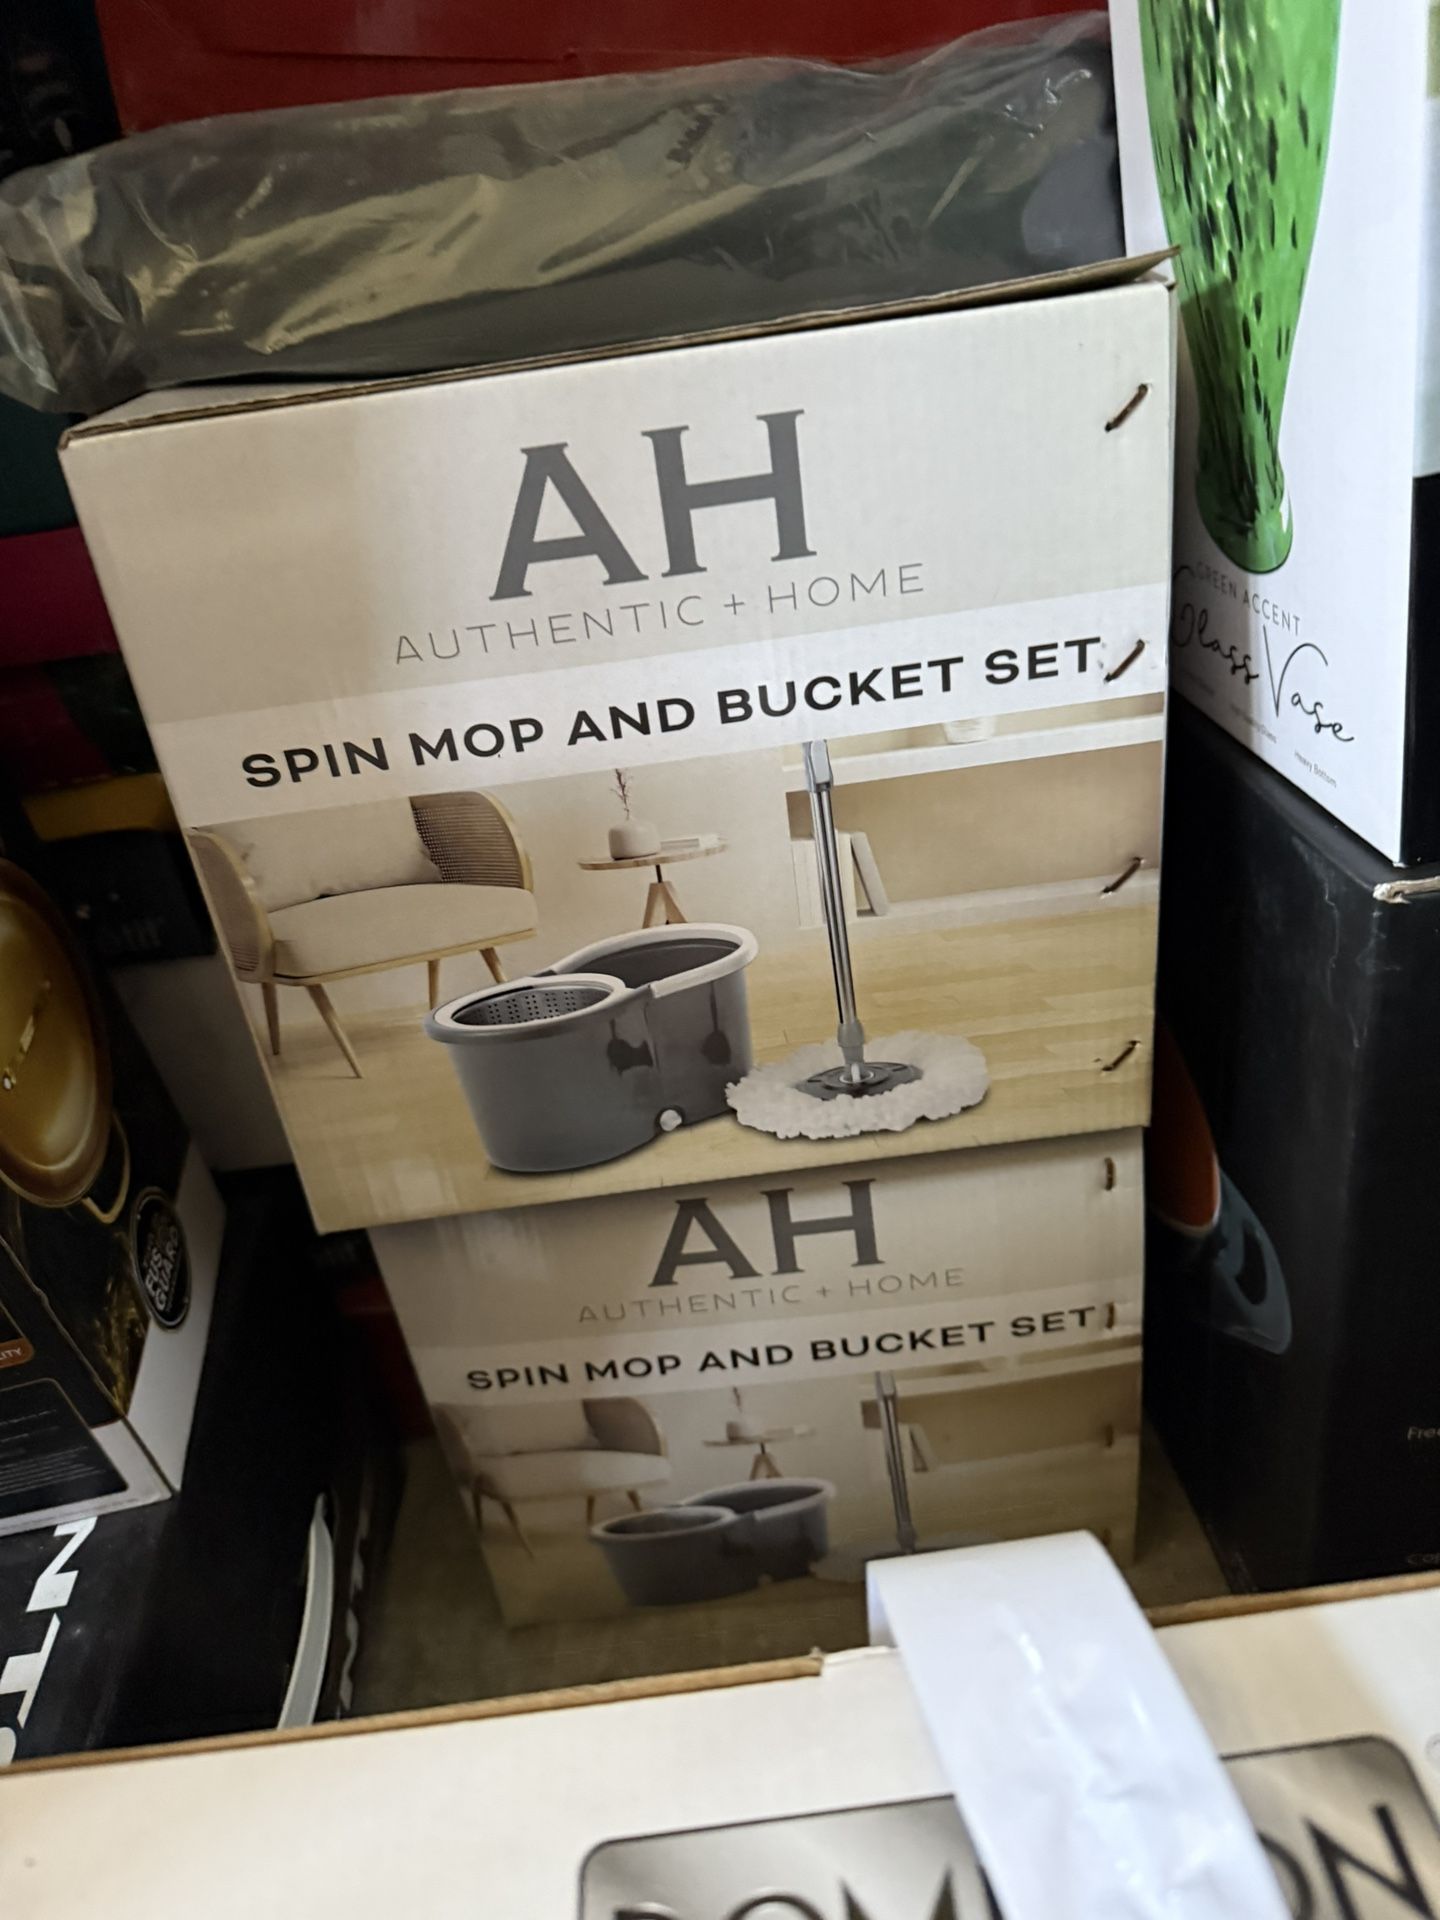 AH
AUTHENTIC + HOME
SPIN MOP AND BUCKET SET
GREEN ACCENT
Glass Vase
Heavy Bottom
AH
AUTHENTIC + HOME
SPIN MOP AND BUCKET SET
GUARD